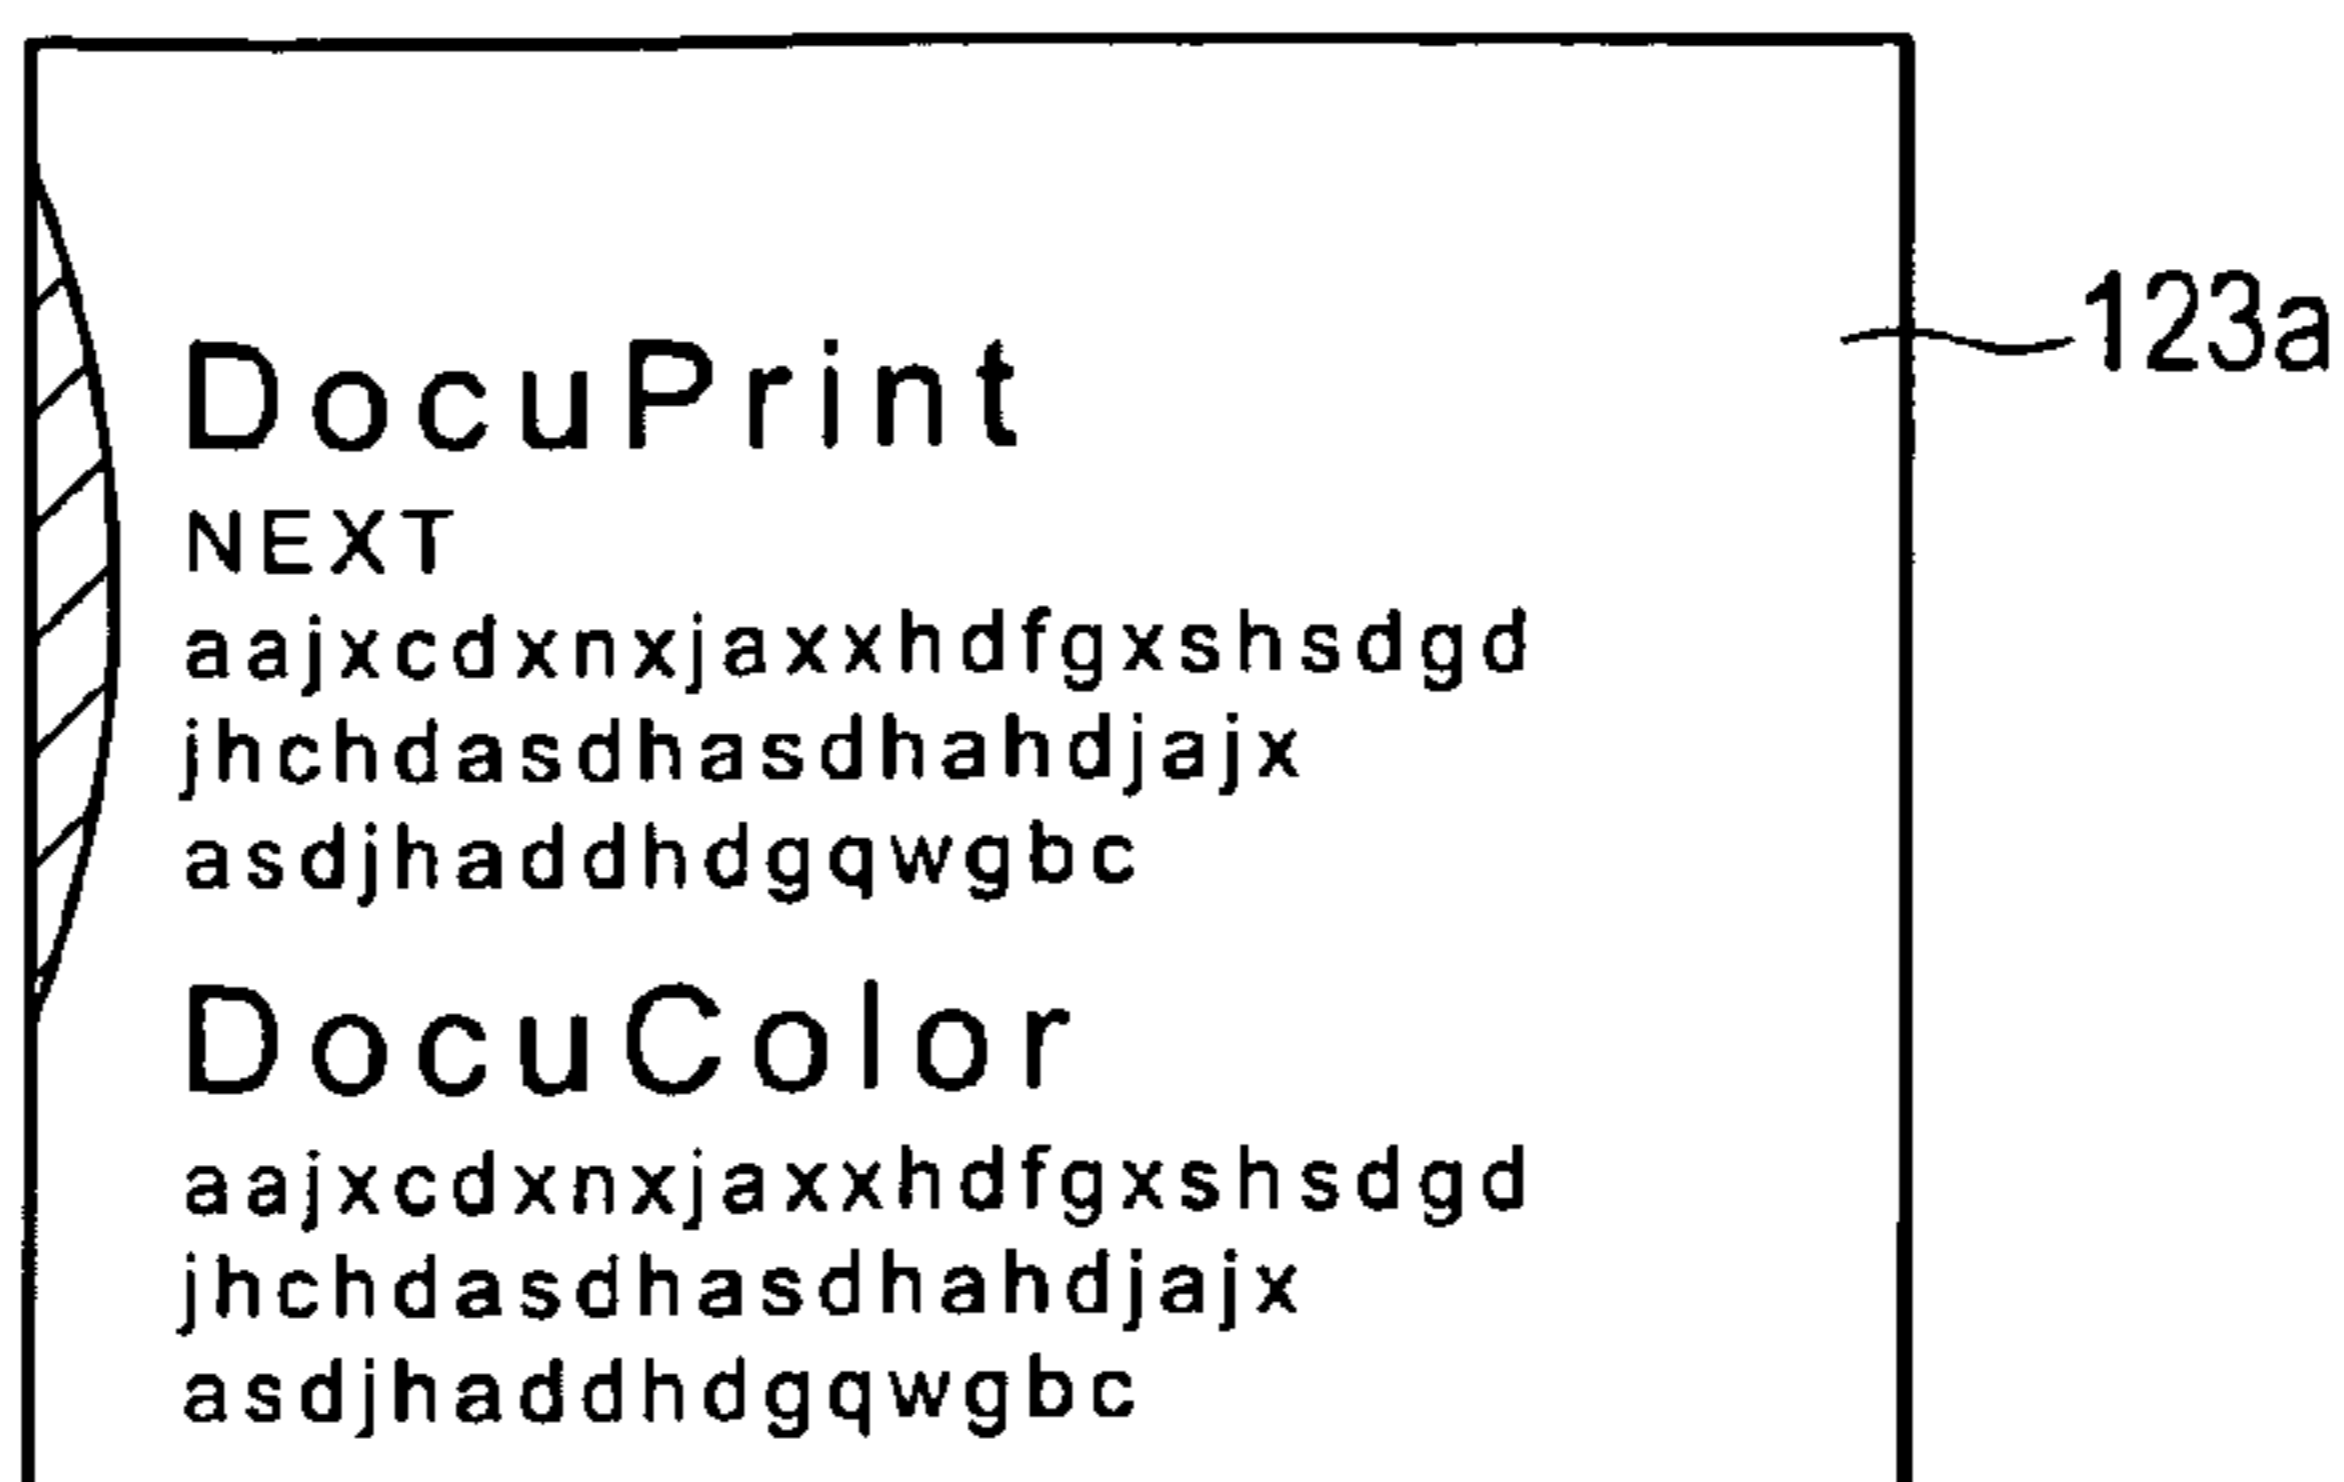 DocuPrint
123a
NEXT
aajxcdxnxjaxxhdfgxshsdgd
jhchdasdhasdhahdjajx
asdjhaddhdgqwgbc
DocuColor
aajxcdxnxjaxxhdfgxshsdgd
jhchdasdhasdhahdjajx
asdjhaddhdgqwgbc